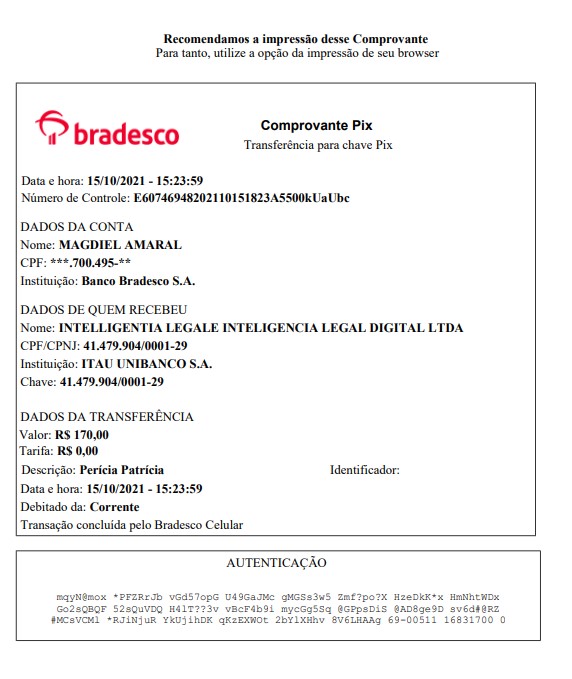 Recomendamos a impressão desse Comprovante
Para tanto, utilize a opção da impressão de seu browser
bradesco
Comprovante Pix
Transferência para chave Pix
Data e hora: 15/10/2021 - 15:23:59
Número de Controle: E60746948202110151823A5500kUaUbc
DADOS DA CONTA
Nome: MAGDIEL AMARAL
CPF: ***.700.495-**
Instituição: Banco Bradesco S.A.
DADOS DE QUEM RECEBEU
Nome: INTELLIGENTIA LEGALE INTELIGENCIA LEGAL DIGITAL LTDA
CPF/CPNJ: 41.479.904/0001-29
Instituição: ITAU UNIBANCO S.A.
Chave: 41.479.904/0001-29
DADOS DA TRANSFERÊNCIA
Valor: R$ 170,00
Tarifa: R$ 0,00
Descrição: Perícia Patrícia Identificador:
Data e hora: 15/10/2021 - 15:23:59
Debitado da: Corrente
Transação concluída pelo Bradesco Celular
AUTENTICAÇÃO
mqyN@mox *PFZRrJb vGd57opG U49GaJMc gMGSs3w5 Zmf?po?X HzeDkK*x HmNhtWDx
Go2sQBQF 52sQuVDQ H4lT??3v vBcF4b9i mycGg5Sq @GPpsDiS @AD8ge9D sv6d#@RZ
#MCsVCMl *RJiNjuR YkUjihDK qKzEXWOt 2bYlXHhv 8V6LHAAg 69-00511 16831700 0